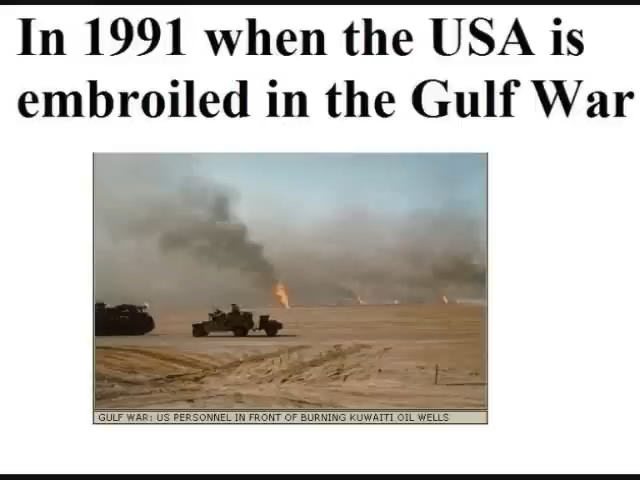 In 1991 when the USA is
embroiled in the Gulf War
GULF WAR: US PERSONNEL IN FRONT OF BURNING KUWAITI OIL WELLS